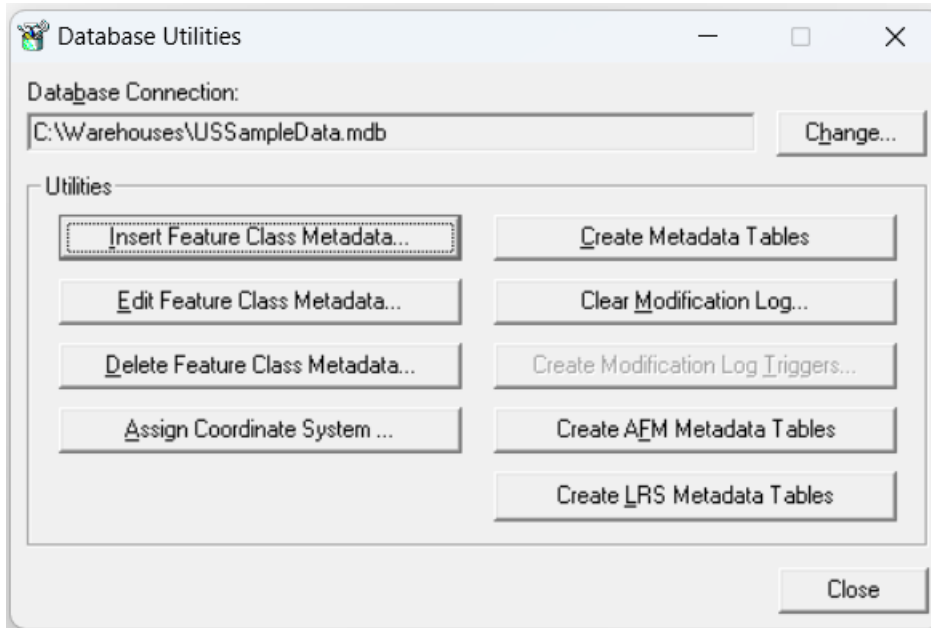 Database Utilities
Database Connection:
C:\Warehouses\USSampleData.mdb
Change...
Utilities
Insert Feature Class Metadata...
Create Metadata Tables
Edit Feature Class Metadata...
Clear Modification Log...
Delete Feature Class Metadata...
Create Modification Log Triggers...
Assign Coordinate System ...
Create AFM Metadata Tables
Create LRS Metadata Tables
Close